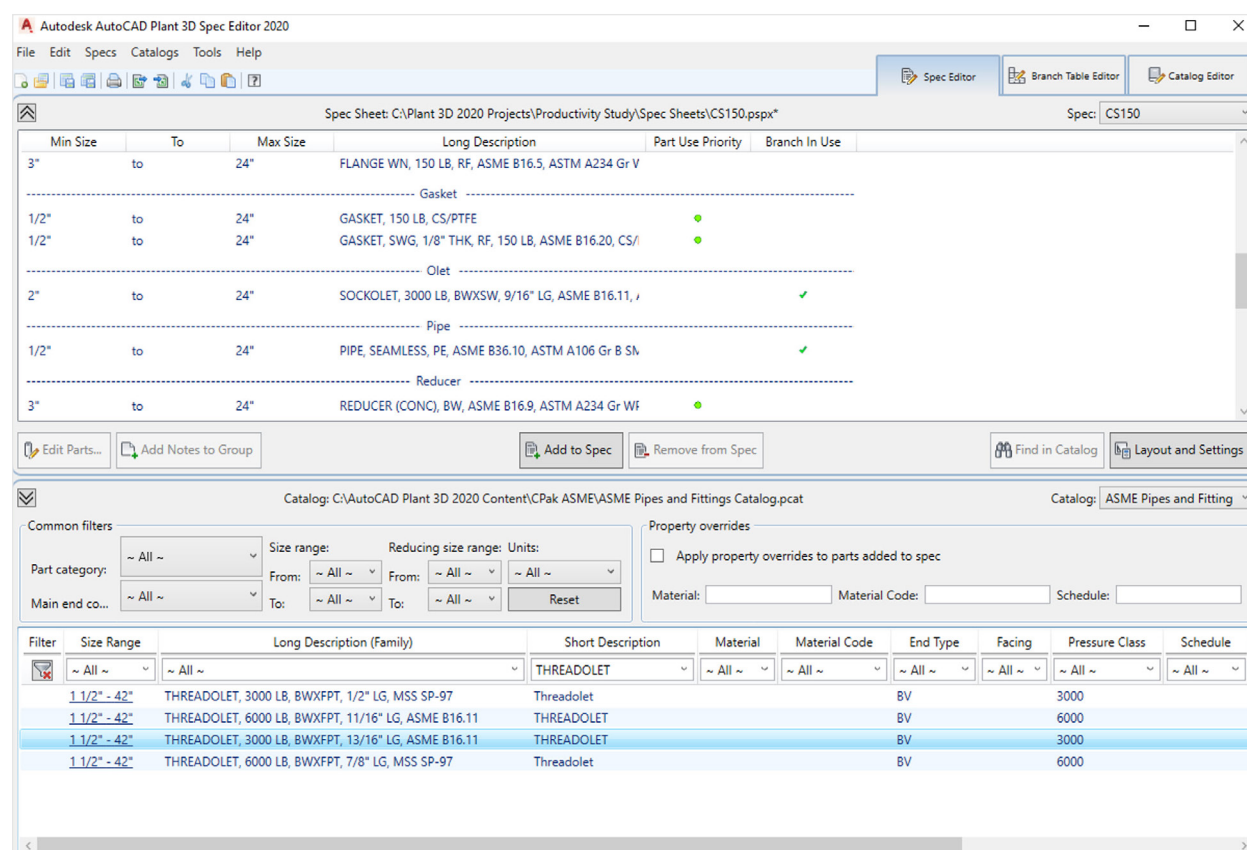 Autodesk AutoCAD Plant 3D Spec Editor 2020
File Edit Specs Catalogs Tools Help
Spec Editor Branch Table Editor Catalog Editor
Spec Sheet: C:\Plant 3D 2020 Projects\Productivity Study\Spec Sheets\CS150.pspx* Spec: CS150
Min Size To Max Size Long Description Part Use Priority Branch In Use
3" to 24" FLANGE WN, 150 LB, RF, ASME B16.5, ASTM A234 Gr
Gasket
1/2" to 24" GASKET, 150 LB, CS/PTFE
1/2" to 24" GASKET, SWG, 1/8" THK, RF, 150 LB, ASME B16.20, CS/
Olet
2" to 24" SOCKOLET, 3000 LB, BWXSW, 9/16" LG, ASME B16.11,
Pipe
1/2" to 24" PIPE, SEAMLESS, PE, ASME B36.10, ASTM A106 Gr B
Reducer
3" to 24" REDUCER (CONC), BW, ASME B16.9, ASTM A234 Gr
Edit Parts... Add Notes to Group Add to Spec Remove from Spec Find in Catalog Layout and Settings
Catalog: C:\AutoCAD Plant 3D 2020 Content\CPak ASME\ASME Pipes and Fittings Catalog.pcat Catalog: ASME Pipes and Fitting
Common filters Property overrides
Part category: ~ All ~ Size range: Reducing size range: Units:
From: ~ All ~ From: ~ All ~ ~ All ~ Apply property overrides to parts added to spec
Main end co... ~ All ~ To: ~ All ~ To: ~ All ~ Reset Material: Material Code: Schedule:
Filter Size Range Long Description (Family) Short Description Material Material Code End Type Facing Pressure Class Schedule
~ All ~ ~ All ~ THREADOLET ~ All ~ ~ All ~ ~ All ~ ~ All ~ ~ All ~ ~ All ~
1 1/2" - 42" THREADOLET, 3000 LB, BWXFPT, 1/2" LG, MSS SP-97 Threadolet BV 3000
1 1/2" - 42" THREADOLET, 6000 LB, BWXFPT, 11/16" LG, ASME B16.11 THREADOLET BV 6000
1 1/2" - 42" THREADOLET, 3000 LB, BWXFPT, 13/16" LG, ASME B16.11 THREADOLET BV 3000
1 1/2" - 42" THREADOLET, 6000 LB, BWXFPT, 7/8" LG, MSS SP-97 Threadolet BV 6000